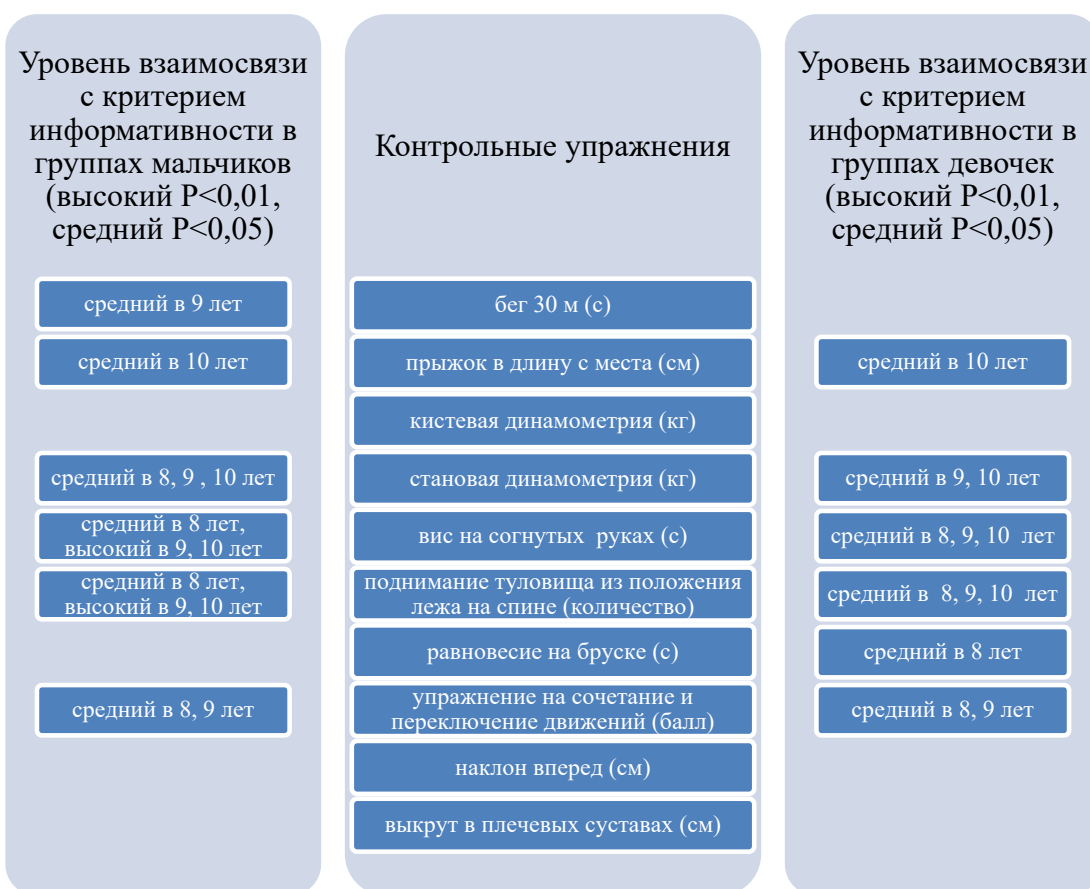 Уровень взаимосвязи
с критерием
информативности в
группах мальчиков
(высокий P<0,01,
средний P<0,05)
средний в 9 лет
средний в 10 лет
средний в 8, 9 , 10 лет
средний в 8 лет,
высокий в 9, 10 лет
средний в 8 лет,
высокий в 9, 10 лет
средний в 8, 9 лет
Контрольные упражнения
бег 30 м (с)
прыжок в длину с места (см)
кистевая динамометрия (кг)
становая динамометрия (кг)
вис на согнутых  руках (с)
поднимание туловища из положения
лежа на спине (количество)
равновесие на бруске (с)
упражнение на сочетание и
переключение движений (балл)
наклон вперед (см)
выкрут в плечевых суставах (см)
Уровень взаимосвязи
с критерием
информативности в
группах девочек
(высокий P<0,01,
средний P<0,05)
средний в 10 лет
средний в 9, 10 лет
средний в 8, 9, 10  лет
средний в  8, 9, 10  лет
средний в 8 лет
средний в 8, 9 лет